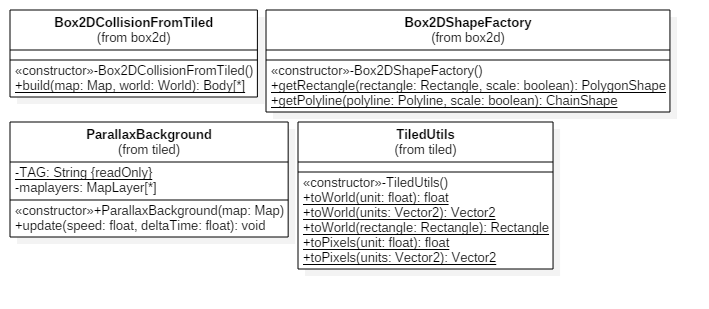 Box2DCollisionFromTiled
(from box2d)
«constructor»-Box2DCollisionFromTiled()
+build(map: Map, world: World): Body[*]
Box2DShapeFactory
(from box2d)
«constructor»-Box2DShapeFactory()
+getRectangle(rectangle: Rectangle, scale: boolean): PolygonShape
+getPolyline(polyline: Polyline, scale: boolean): ChainShape
ParallaxBackground
(from tiled)
-TAG: String {readOnly}
-maplayers: MapLayer[*]
«constructor»+ParallaxBackground(map: Map)
+update(speed: float, deltaTime: float): void
TiledUtils
(from tiled)
«constructor»-TiledUtils()
+toWorld(unit: float): float
+toWorld(units: Vector2): Vector2
+toWorld(rectangle: Rectangle): Rectangle
+toPixels(unit: float): float
+toPixels(units: Vector2): Vector2